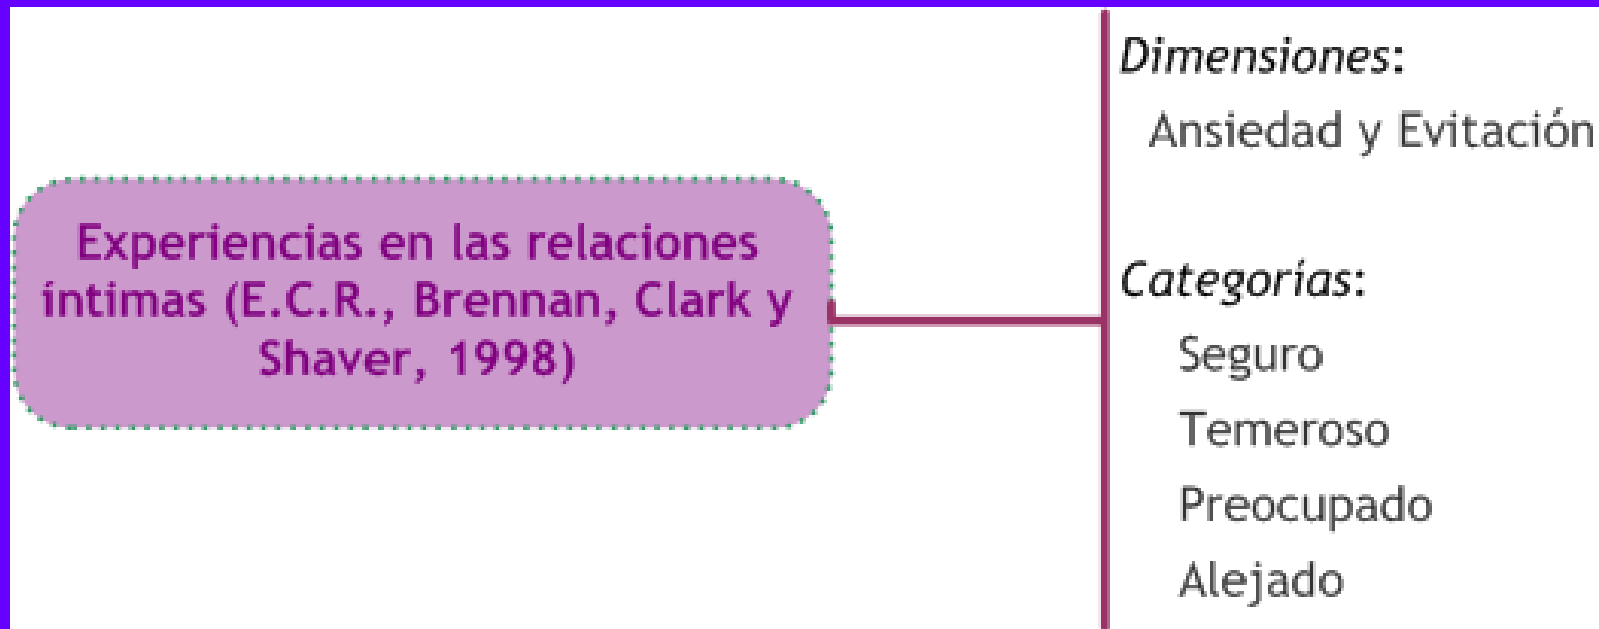 Experiencias en las relaciones
íntimas (E.C.R., Brennan, Clark y
Shaver, 1998)
Dimensiones:
Ansiedad y Evitación
Categorías:
Seguro
Temeroso
Preocupado
Alejado